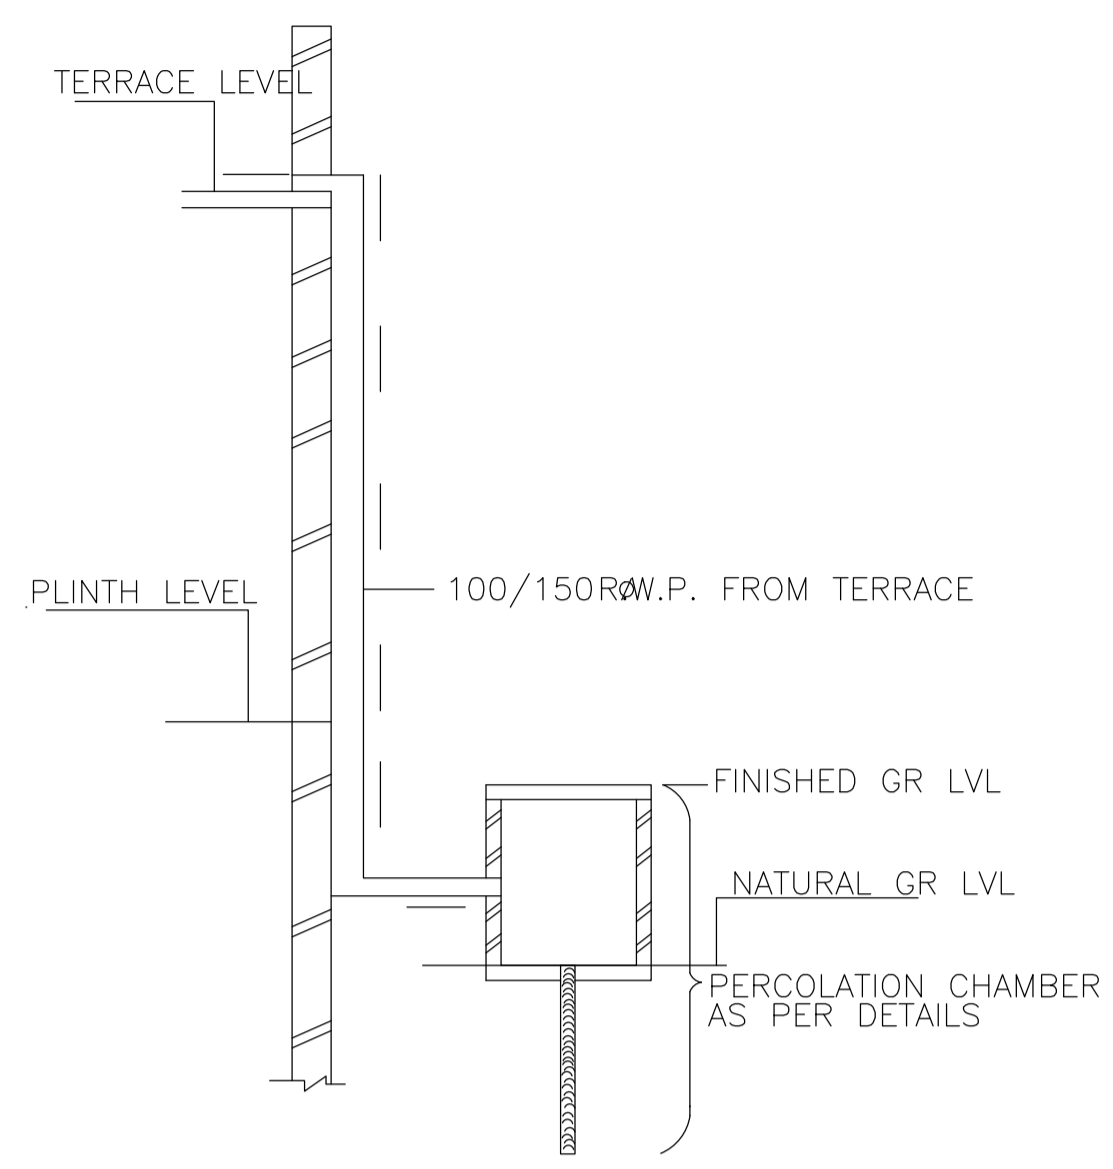 TERRACE LEVEL
PLINTH LEVEL
100/150RØW.P. FROM TERRACE
FINISHED GR LVL
NATURAL GR LVL
PERCOLATION CHAMBER
AS PER DETAILS